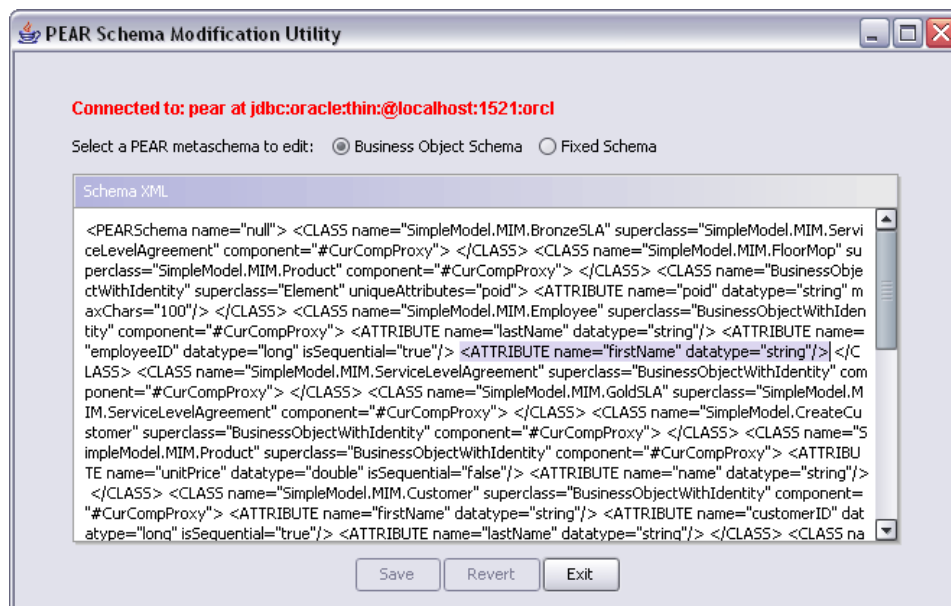 PEAR Schema Modification Utility
Connected to: pear at jdbc:oracle:thin:@localhost:1521:orcl
Select a PEAR metaschema to edit: Business Object Schema Fixed Schema
Schema XML
<PEARSchema name="null"> <CLASS name="SimpleModel.MIM.BronzeSLA" superclass="SimpleModel.MIM.Servi
ceLevelAgreement" component="#CurCompProxy"> </CLASS> <CLASS name="SimpleModel.MIM.FloorMop" su
perclass="SimpleModel.MIM.Product" component="#CurCompProxy"> </CLASS> <CLASS name="BusinessObje
ctWithIdentity" superclass="Element" uniqueAttributes="poid"> <ATTRIBUTE name="poid" datatype="string" m
axChars="100"/> </CLASS> <CLASS name="SimpleModel.MIM.Employee" superclass="BusinessObjectWithIden
tity" component="#CurCompProxy"> <ATTRIBUTE name="lastName" datatype="string"/> <ATTRIBUTE name=
"employeeID" datatype="long" isSequential="true"/> <ATTRIBUTE name="firstName" datatype="string"/> </C
LASS> <CLASS name="SimpleModel.MIM.ServiceLevelAgreement" superclass="BusinessObjectWithIdentity" com
ponent="#CurCompProxy"> </CLASS> <CLASS name="SimpleModel.MIM.GoldSLA" superclass="SimpleModel.M
IM.ServiceLevelAgreement" component="#CurCompProxy"> </CLASS> <CLASS name="SimpleModel.CreateCu
stomer" superclass="BusinessObjectWithIdentity" component="#CurCompProxy"> </CLASS> <CLASS name="S
impleModel.MIM.Product" superclass="BusinessObjectWithIdentity" component="#CurCompProxy"> <ATTRIBU
TE name="unitPrice" datatype="double" isSequential="false"/> <ATTRIBUTE name="name" datatype="string"/>
</CLASS> <CLASS name="SimpleModel.MIM.Customer" superclass="BusinessObjectWithIdentity" component=
"#CurCompProxy"> <ATTRIBUTE name="firstName" datatype="string"/> <ATTRIBUTE name="customerID" dat
atype="long" isSequential="true"/> <ATTRIBUTE name="lastName" datatype="string"/> </CLASS> <CLASS na
Save Revert Exit